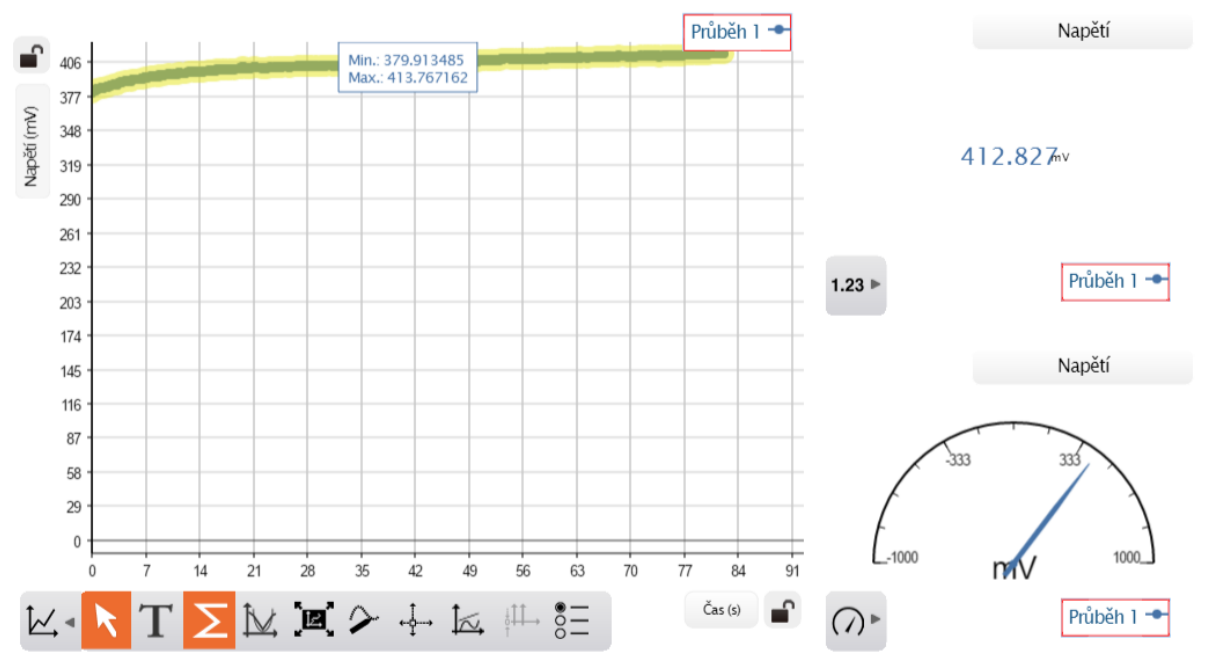 Průběh 1
Napětí
Min.: 379.913485
Max.: 413.767162
406
377
348
319
290
261
232
203
174
145
116
87
58
29
0
Napětí (mV)
0 7 14 21 28 35 42 49 56 63 70 77 84 91
Čas (s)
T
Σ
412.827 mV
1.23
Průběh 1
Napětí
-333 333
-1000 1000
mV
Průběh 1